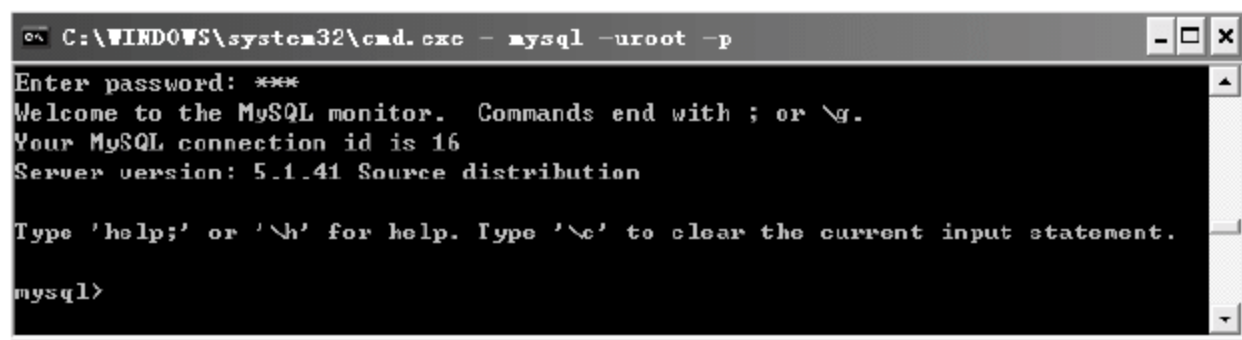 C:\WINDOWS\system32\cmd.exe - mysql -uroot -p
Enter password: ***
Welcome to the MySQL monitor.  Commands end with ; or \g.
Your MySQL connection id is 16
Server version: 5.1.41 Source distribution
Type 'help;' or '\h' for help. Type '\c' to clear the current input statement.
mysql>